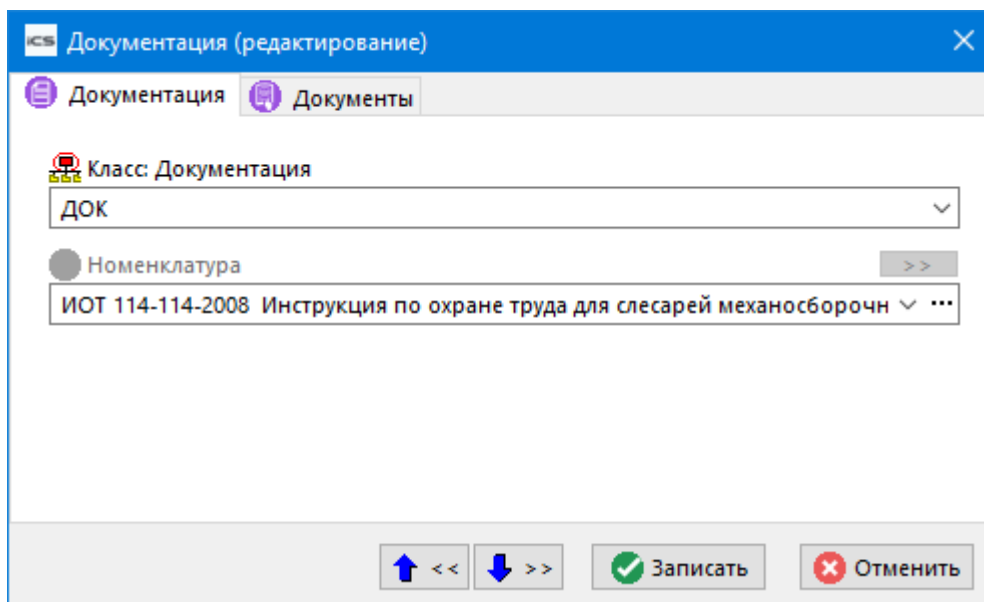 iCS Документация (редактирование)
Документация Документы
Класс: Документация
ДОК
Номенклатура >>
ИОТ 114-114-2008 Инструкция по охране труда для слесарей механосборочн ...
<< >> Записать Отменить